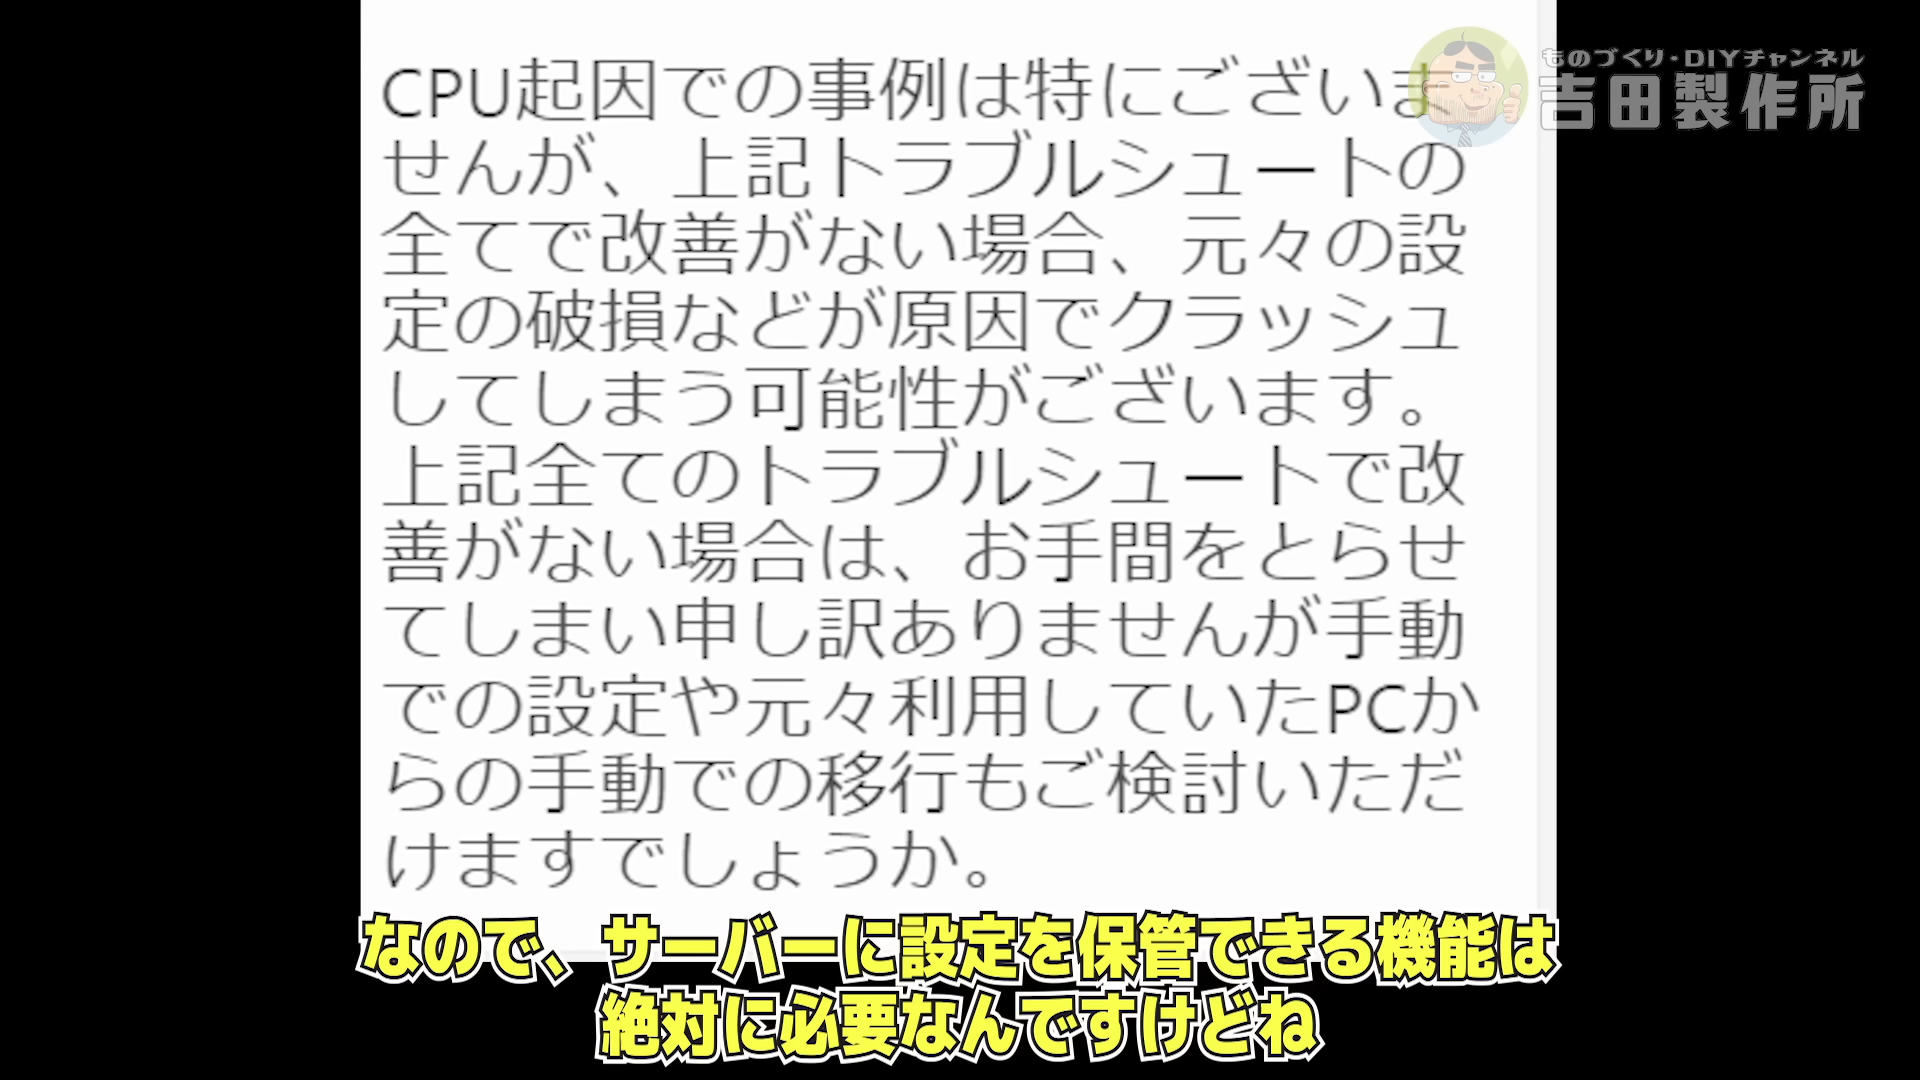 CPU起因での事例は特にございま
せんが、上記トラブルシュートの
全てで改善がない場合、元々の設
定の破損などが原因でクラッシュ
してしまう可能性がございます。
上記全てのトラブルシュートで改
善がない場合は、お手間をとらせ
てしまい申し訳ありませんが手動
での設定や元々利用していたPCか
らの手動での移行もご検討いただ
けますでしょうか。
ものづくり・DIYチャンネル
吉田製作所
なので、サーバーに設定を保管できる機能は
絶対に必要なんですけどね